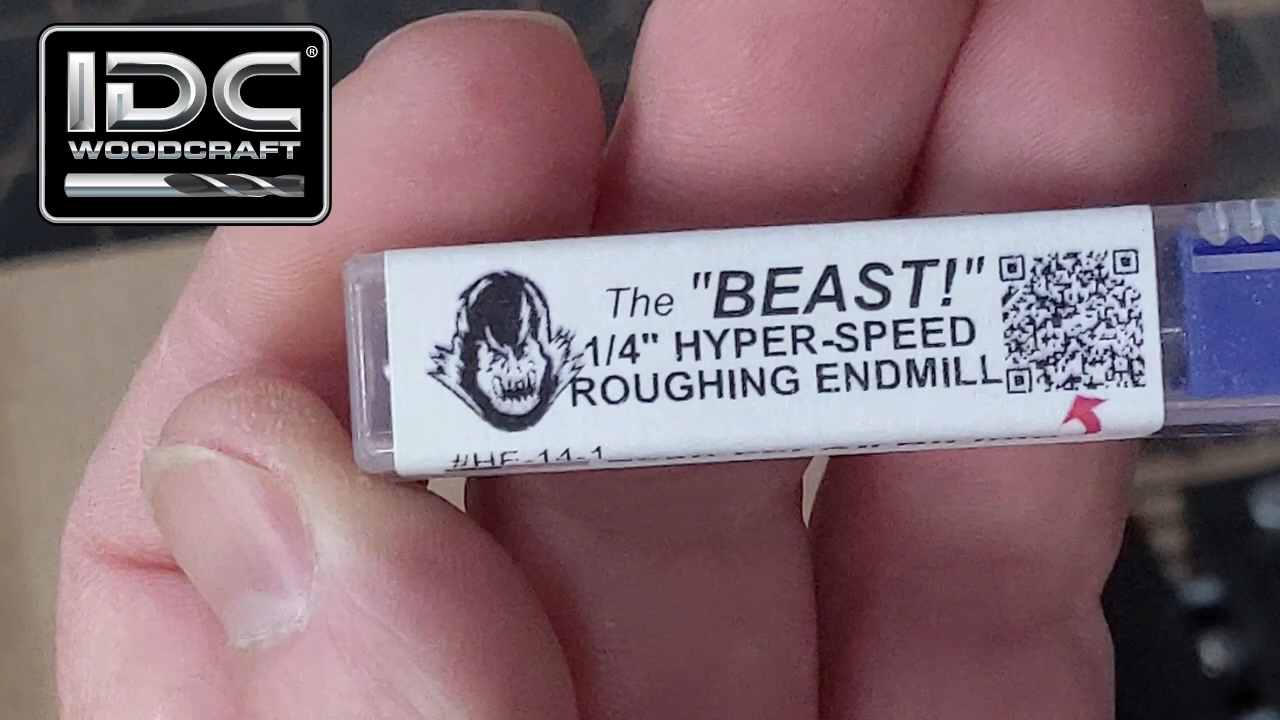 IDC®
WOODCRAFT
The "BEAST!"
1/4" HYPER-SPEED
ROUGHING ENDMILL